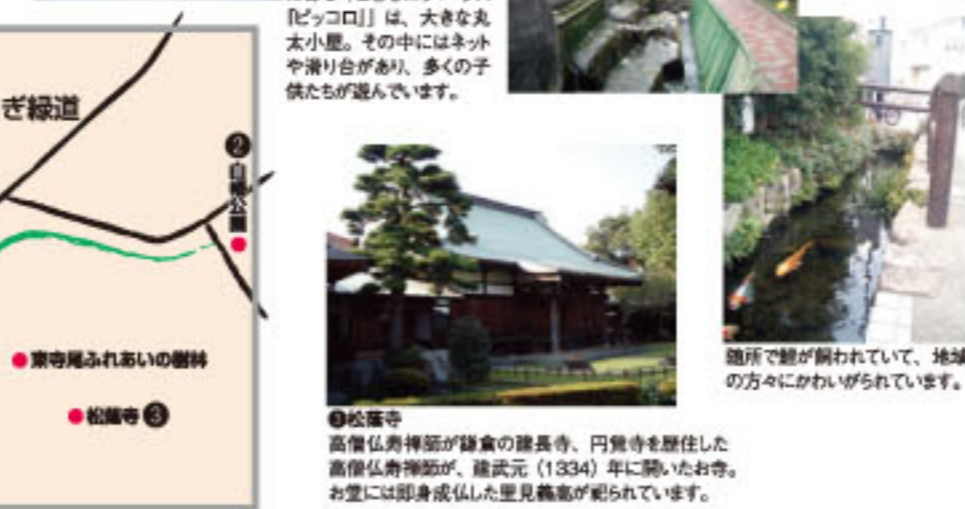 『ピッコロ』』は、大きな丸
太小屋。その中にはネット
や滑り台があり、多くの子
供たちが遊んでいます。
ぎ緑道
❷白幡公園
東寺尾ふれあいの樹林
松蔭寺❸
随所で鯉が飼われていて、地域
の方々にかわいがられています。
❸松蔭寺
高僧仏寿禅師が鎌倉の建長寺、円覚寺を歴住した
高僧仏寿禅師が、建武元（1334）年に開いたお寺。
お堂には即身成仏した里見義高が祀られています。